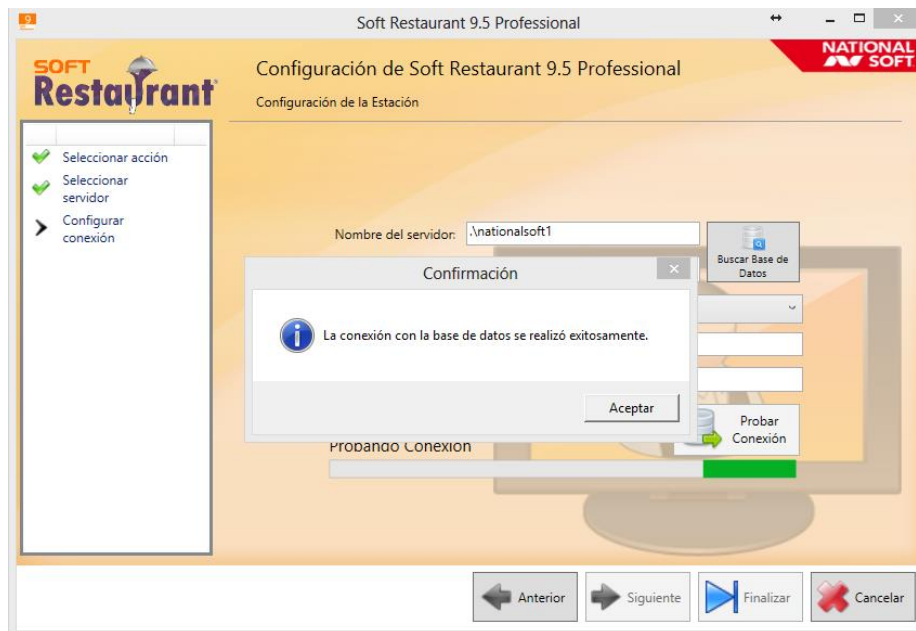 9
Soft Restaurant 9.5 Professional
NATIONAL
SOFT
SOFT
Restaurant
Configuración de Soft Restaurant 9.5 Professional
Configuración de la Estación
Seleccionar acción
Seleccionar
servidor
Configurar
conexión
Nombre del servidor:
.\nationalsoft1
Buscar Base de
Datos
Confirmación
La conexión con la base de datos se realizó exitosamente.
Aceptar
Probar
Conexión
Probando Conexión
Anterior
Siguiente
Finalizar
Cancelar